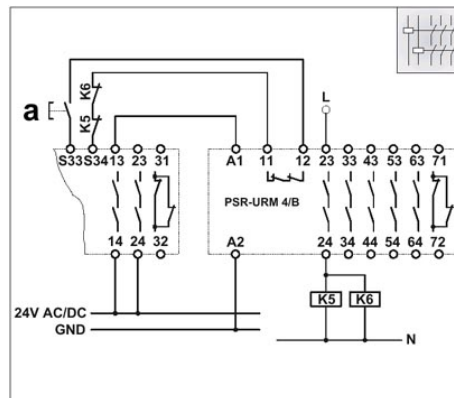 L
a
K6
K5
S33 S34 13 23 31
A1 11 12 23 33 43 53 63 71
PSR-URM 4/B
14 24 32
A2 24 34 44 54 64 72
K5 K6
24V AC/DC
GND
N